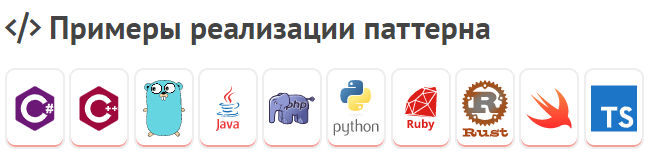 </> Примеры реализации паттерна
C# C++ Java php python Ruby R Rust TS